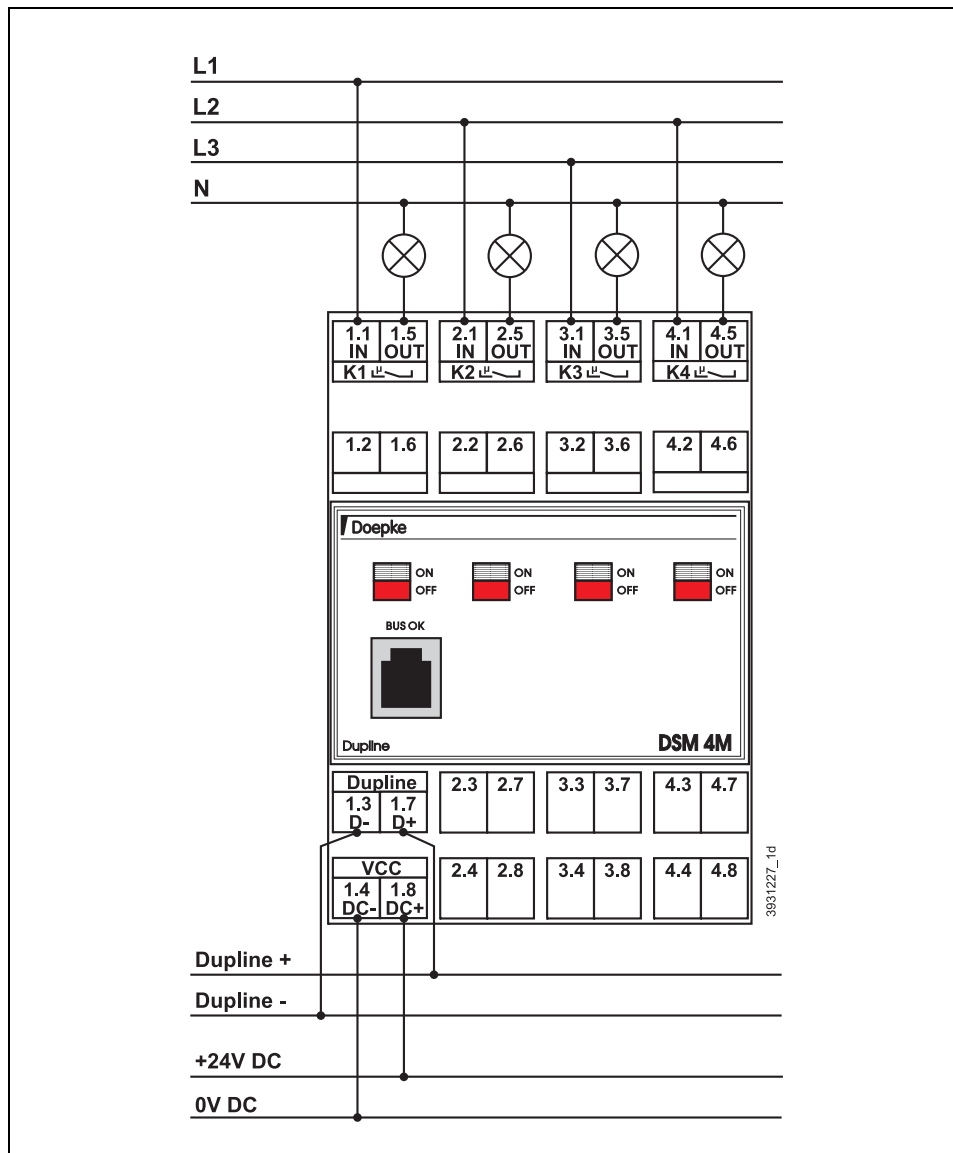 L1
L2
L3
N
1.1 1.5 2.1 2.5 3.1 3.5 4.1 4.5
IN OUT IN OUT IN OUT IN OUT
K1 µ K2 µ K3 µ K4 µ
1.2 1.6 2.2 2.6 3.2 3.6 4.2 4.6
Doepke
ON ON ON ON
OFF OFF OFF OFF
BUS OK
Dupline DSM 4M
Dupline 2.3 2.7 3.3 3.7 4.3 4.7
1.3 1.7
D- D+
VCC 2.4 2.8 3.4 3.8 4.4 4.8
1.4 1.8
DC- DC+
3931227_1d
Dupline +
Dupline -
+24V DC
0V DC